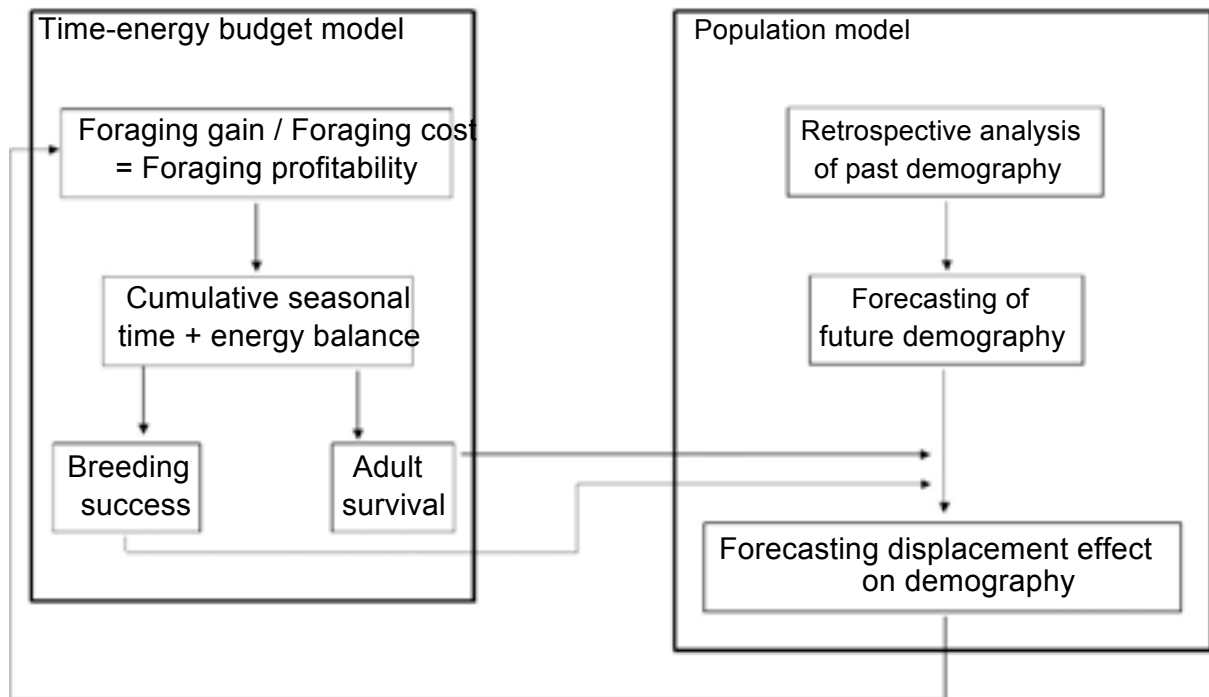 Time-energy budget model
Foraging gain / Foraging cost
= Foraging profitability
Cumulative seasonal
time + energy balance
Breeding
success
Adult
survival
Population model
Retrospective analysis
of past demography
Forecasting of
future demography
Forecasting displacement effect
on demography